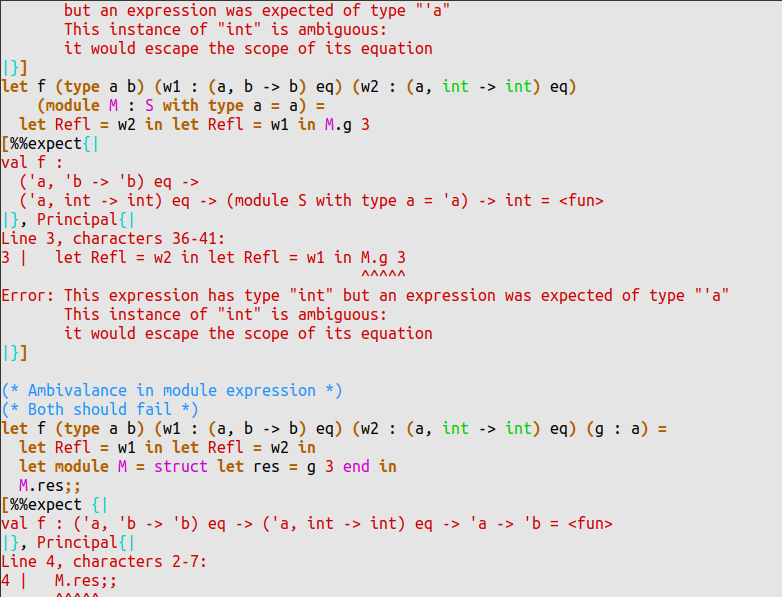 but an expression was expected of type "'a"
       This instance of "int" is ambiguous:
       it would escape the scope of its equation
|}]
let f (type a b) (w1 : (a, b -> b) eq) (w2 : (a, int -> int) eq)
    (module M : S with type a = a) =
  let Refl = w2 in let Refl = w1 in M.g 3
[%%expect{|
val f :
  ('a, 'b -> 'b) eq ->
  ('a, int -> int) eq -> (module S with type a = 'a) -> int = <fun>
|}, Principal{|
Line 3, characters 36-41:
3 |   let Refl = w2 in let Refl = w1 in M.g 3
                                        ^^^^^
Error: This expression has type "int" but an expression was expected of type "'a"
       This instance of "int" is ambiguous:
       it would escape the scope of its equation
|}]
(* Ambivalance in module expression *)
(* Both should fail *)
let f (type a b) (w1 : (a, b -> b) eq) (w2 : (a, int -> int) eq) (g : a) =
  let Refl = w1 in let Refl = w2 in
  let module M = struct let res = g 3 end in
  M.res;;
[%%expect {|
val f : ('a, 'b -> 'b) eq -> ('a, int -> int) eq -> 'a -> 'b = <fun>
|}, Principal{|
Line 4, characters 2-7:
4 |   M.res;;
      ^^^^^